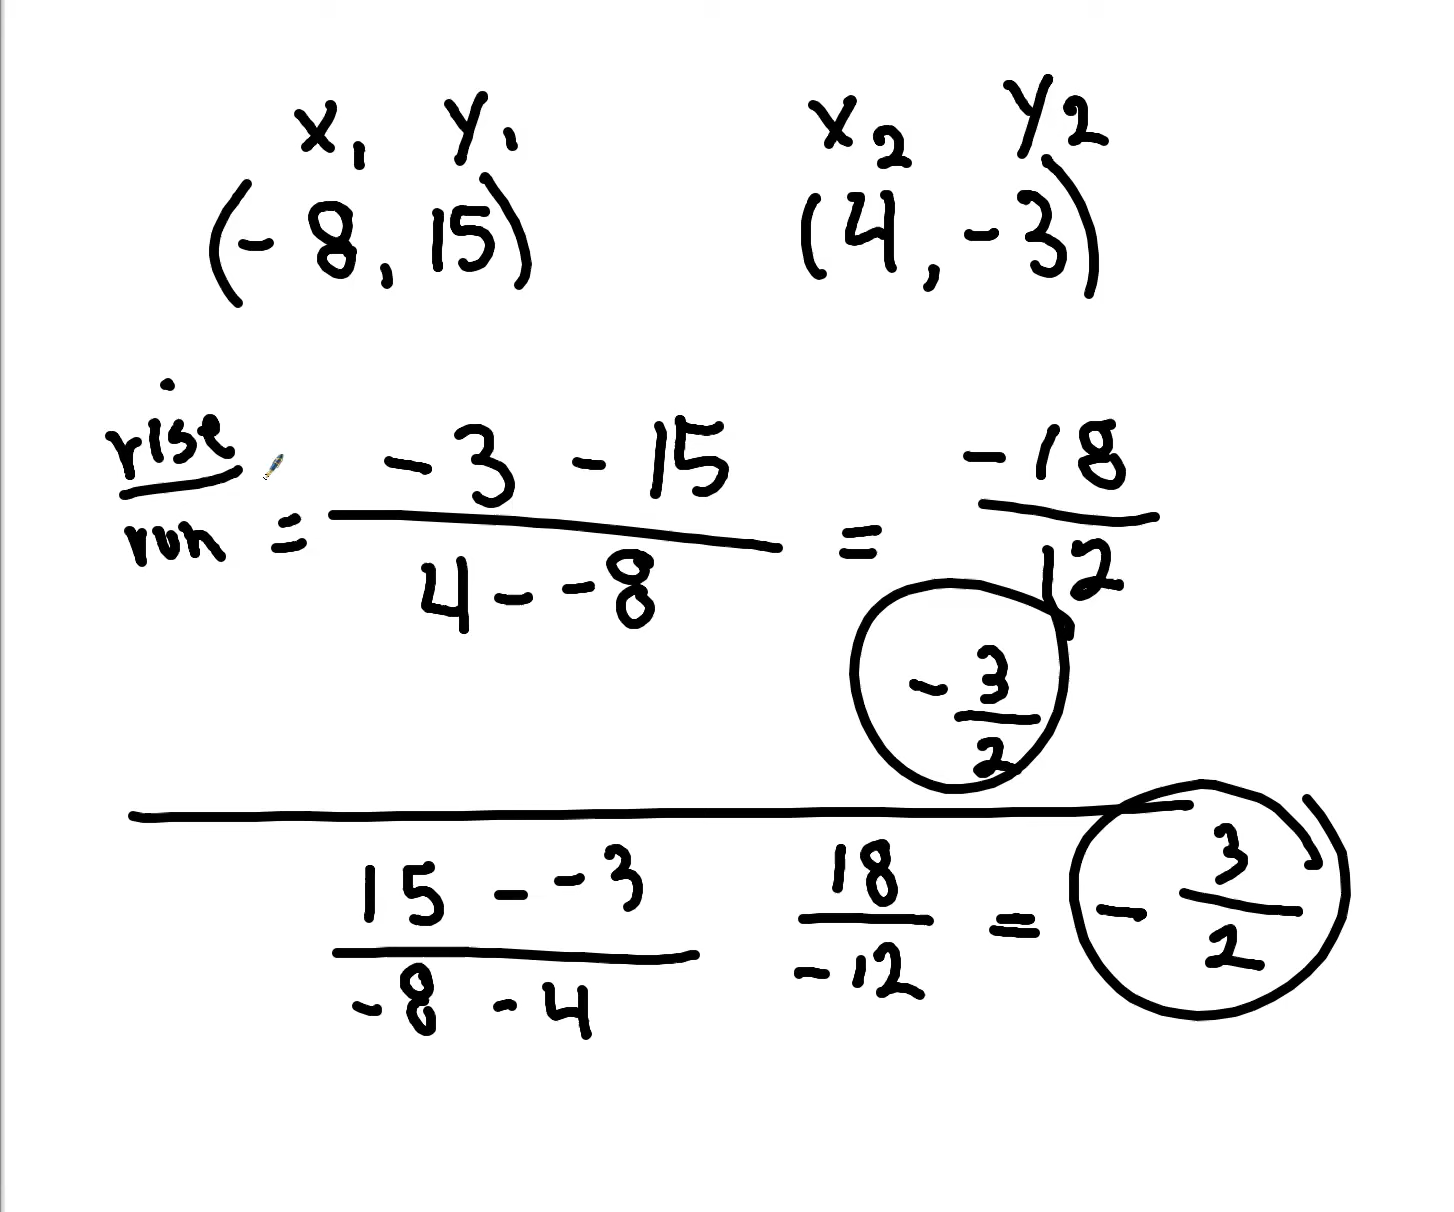 x₁ y₁ x₂ y₂
(-8, 15) (4, -3)
rise/run = (-3 - 15)/(4 - -8) = -18/12
-3/2
(15 - -3)/(-8 - 4) 18/-12 = -3/2